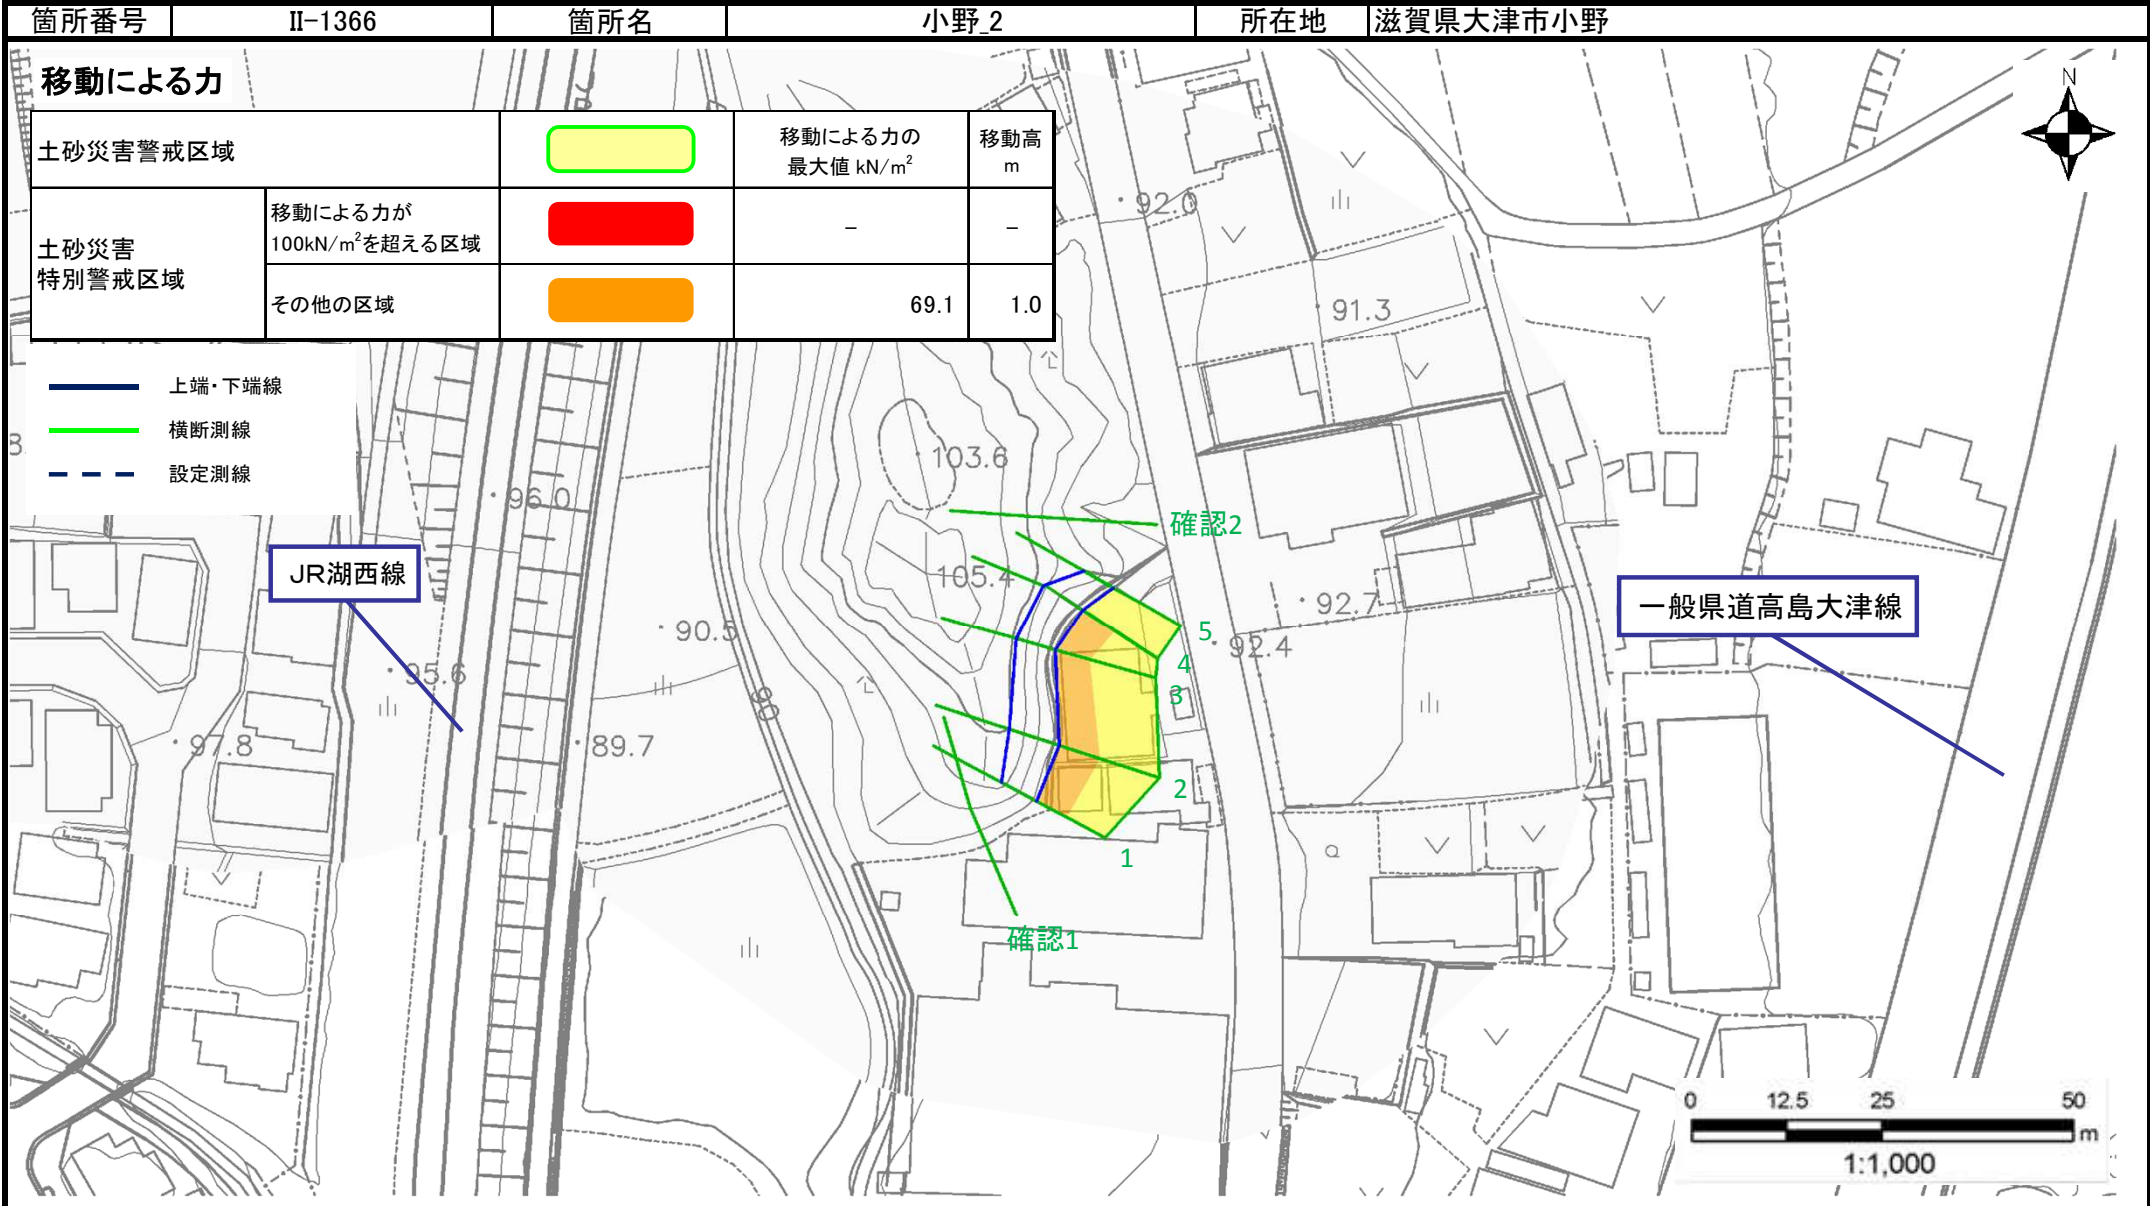 箇所番号 II-1366 箇所名 小野_2 所在地 滋賀県大津市小野
移動による力
土砂災害警戒区域
移動による力の
最大値 kN/m²
移動高
m
土砂災害
特別警戒区域
移動による力が
100kN/m²を超える区域
－ －
その他の区域
69.1 1.0
上端・下端線
横断測線
設定測線
N
92.0
91.3
103.6
96.0
確認2
105.4
JR湖西線
92.7
一般県道高島大津線
90.5
5
92.4
4
95.6
3
90
97.8
89.7
2
1
確認1
0 12.5 25 50
m
1:1,000